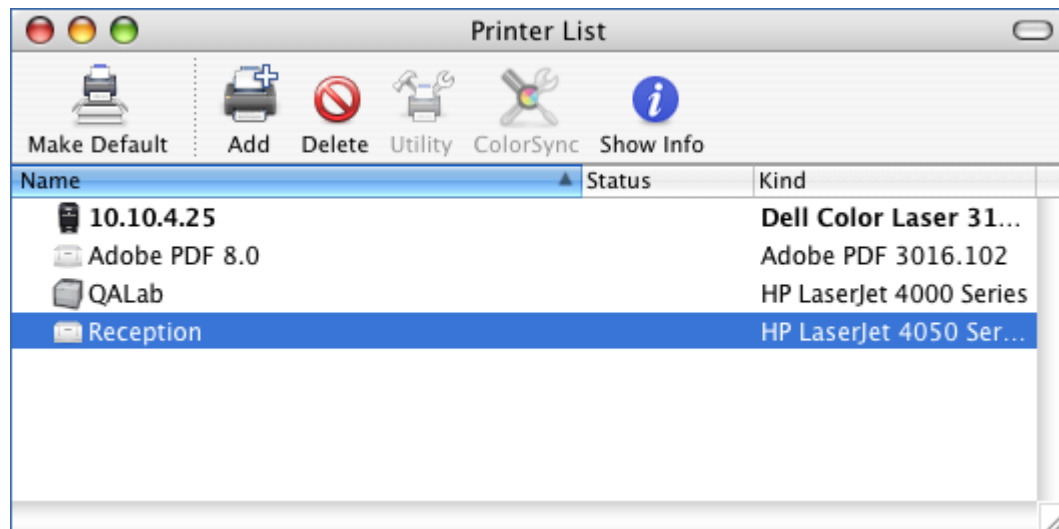 Printer List
Make Default Add Delete Utility ColorSync Show Info
Name Status Kind
10.10.4.25 Dell Color Laser 31...
Adobe PDF 8.0 Adobe PDF 3016.102
QALab HP LaserJet 4000 Series
Reception HP LaserJet 4050 Ser...